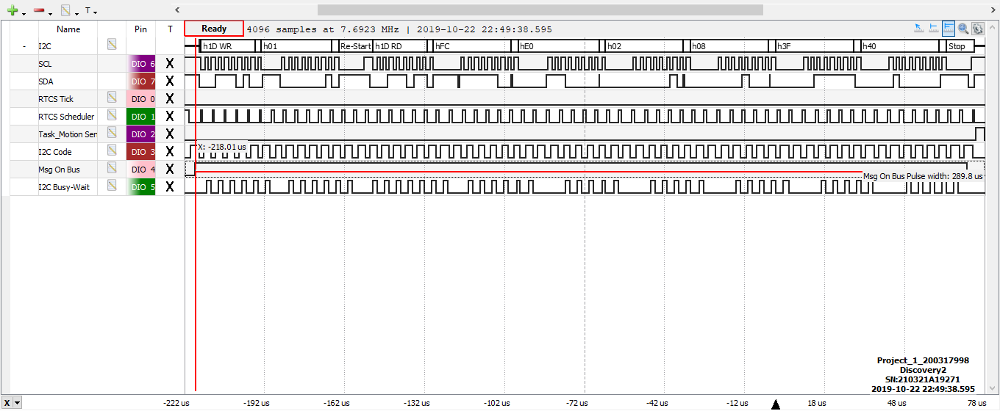 T
Name Pin T Ready 4096 samples at 7.6923 MHz | 2019-10-22 22:49:38.595
- I2C h1D WR h01 Re-Start h1D RD hFC hE0 h02 h08 h3F h40 Stop
SCL DIO 6 X
SDA DIO 7 X
RTCS Tick DIO 0 X
RTCS Scheduler DIO 1 X
Task_Motion Sen DIO 2 X
X: -218.01 us
I2C Code DIO 3 X
Msg On Bus DIO 4 X
Msg On Bus Pulse width: 289.8 us
I2C Busy-Wait DIO 5 X
Project_1_200317998
Discovery2
SN:210321A19271
2019-10-22 22:49:38.595
X -222 us -192 us -162 us -132 us -102 us -72 us -42 us -12 us 18 us 48 us 78 us